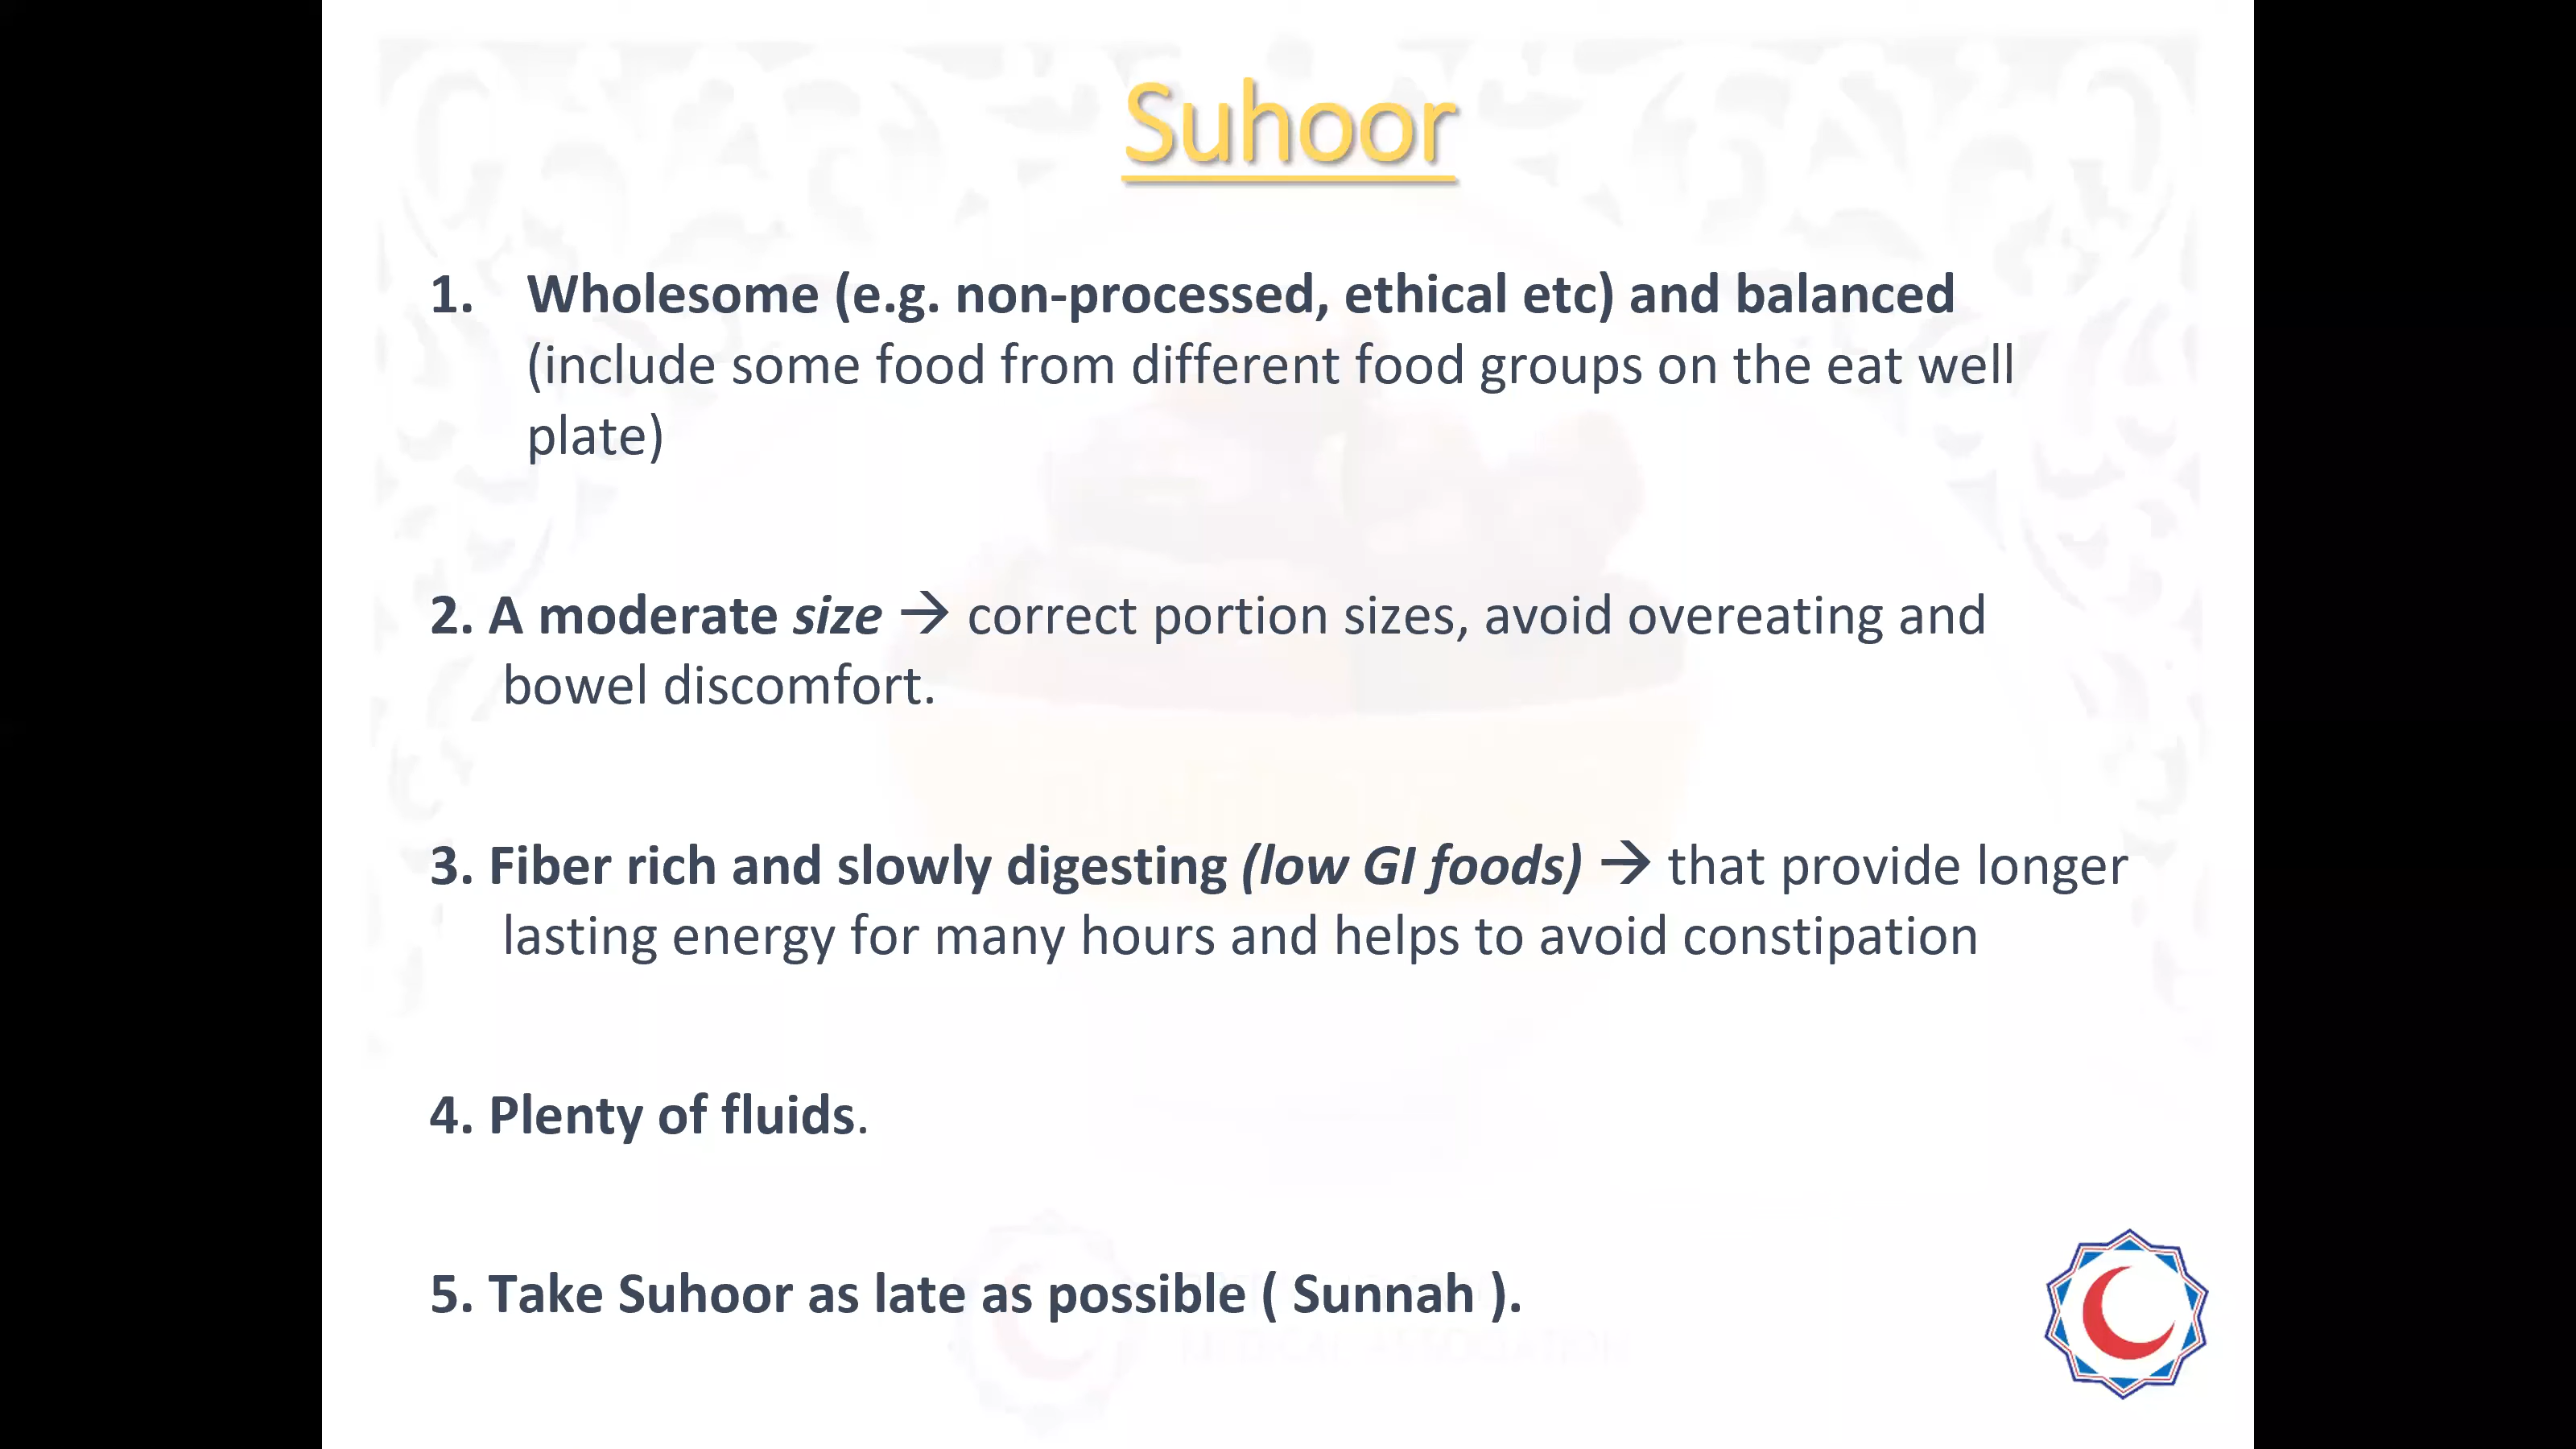 Suhoor
1. Wholesome (e.g. non-processed, ethical etc) and balanced
(include some food from different food groups on the eat well
plate)
2. A moderate size → correct portion sizes, avoid overeating and
bowel discomfort.
3. Fiber rich and slowly digesting (low GI foods) → that provide longer
lasting energy for many hours and helps to avoid constipation
4. Plenty of fluids.
5. Take Suhoor as late as possible ( Sunnah ).